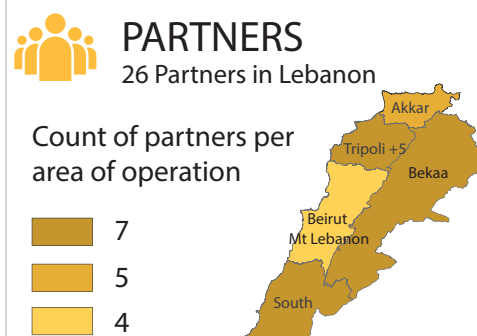 PARTNERS
26 Partners in Lebanon
Count of partners per
area of operation
7
5
4
Akkar
Tripoli +5
Bekaa
Beirut
Mt Lebanon
South